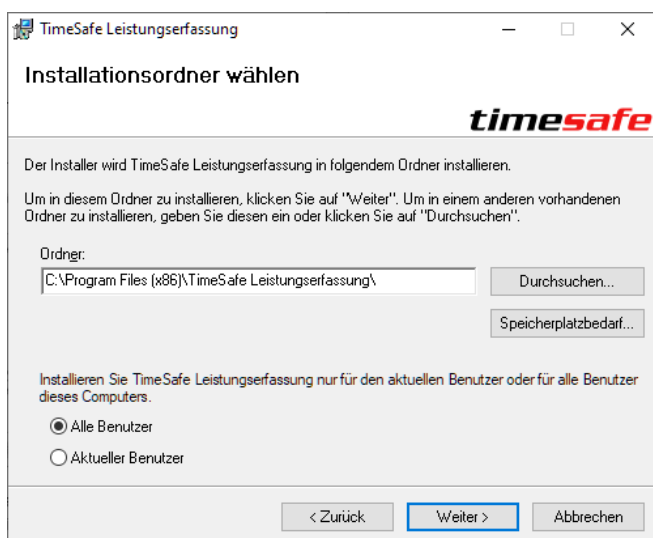 TimeSafe Leistungserfassung
Installationsordner wählen
timesafe
Der Installer wird TimeSafe Leistungserfassung in folgendem Ordner installieren.
Um in diesem Ordner zu installieren, klicken Sie auf "Weiter". Um in einem anderen vorhandenen
Ordner zu installieren, geben Sie diesen ein oder klicken Sie auf "Durchsuchen".
Ordner:
C:\Program Files (x86)\TimeSafe Leistungserfassung\
Durchsuchen...
Speicherplatzbedarf...
Installieren Sie TimeSafe Leistungserfassung nur für den aktuellen Benutzer oder für alle Benutzer
dieses Computers.
Alle Benutzer
Aktueller Benutzer
< Zurück
Weiter >
Abbrechen